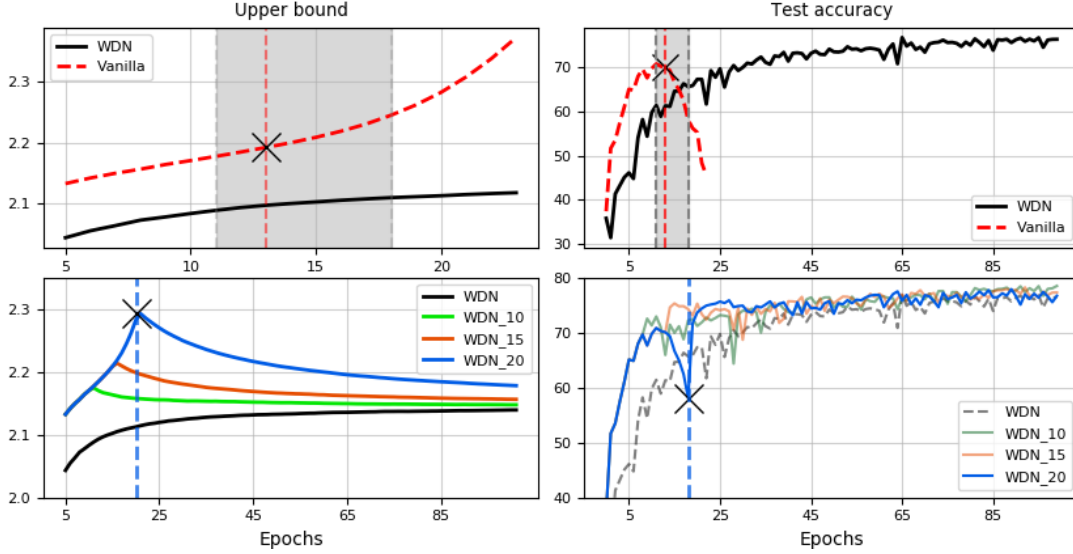 Upper bound
2.3
2.2
2.1
5
10
15
20
WDN
Vanilla
Test accuracy
70
60
50
40
30
5
25
45
65
85
WDN
Vanilla
2.3
2.2
2.1
2.0
5
25
45
65
85
Epochs
WDN
WDN_10
WDN_15
WDN_20
80
70
60
50
40
5
25
45
65
85
Epochs
WDN
WDN_10
WDN_15
WDN_20